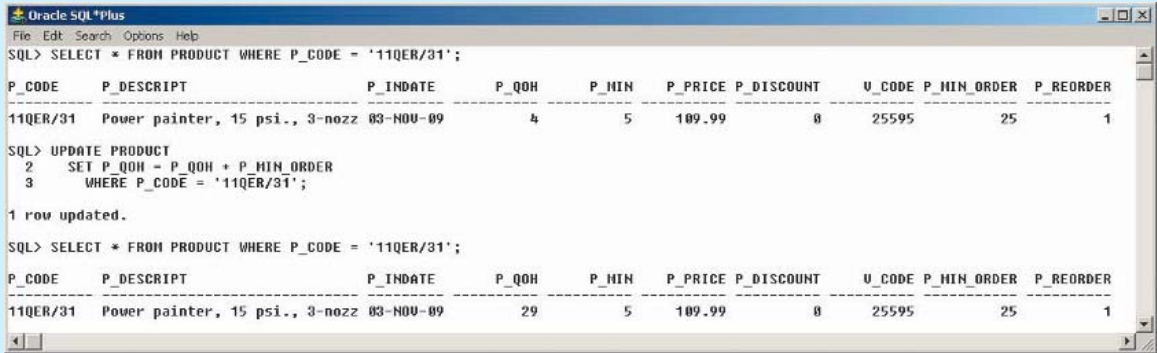 Oracle SQL*Plus
File Edit Search Options Help
SQL> SELECT * FROM PRODUCT WHERE P_CODE = '11QER/31';
P_CODE P_DESCRIPT P_INDATE P_QOH P_MIN P_PRICE P_DISCOUNT V_CODE P_MIN_ORDER P_REORDER
---------- ----------------------------------- --------- ---------- ---------- ---------- ---------- ---------- ----------- ----------
11QER/31 Power painter, 15 psi., 3-nozz 03-NOV-09 4 5 109.99 0 25595 25 1
SQL> UPDATE PRODUCT
2 SET P_QOH = P_QOH + P_MIN_ORDER
3 WHERE P_CODE = '11QER/31';
1 row updated.
SQL> SELECT * FROM PRODUCT WHERE P_CODE = '11QER/31';
P_CODE P_DESCRIPT P_INDATE P_QOH P_MIN P_PRICE P_DISCOUNT V_CODE P_MIN_ORDER P_REORDER
---------- ----------------------------------- --------- ---------- ---------- ---------- ---------- ---------- ----------- ----------
11QER/31 Power painter, 15 psi., 3-nozz 03-NOV-09 29 5 109.99 0 25595 25 1